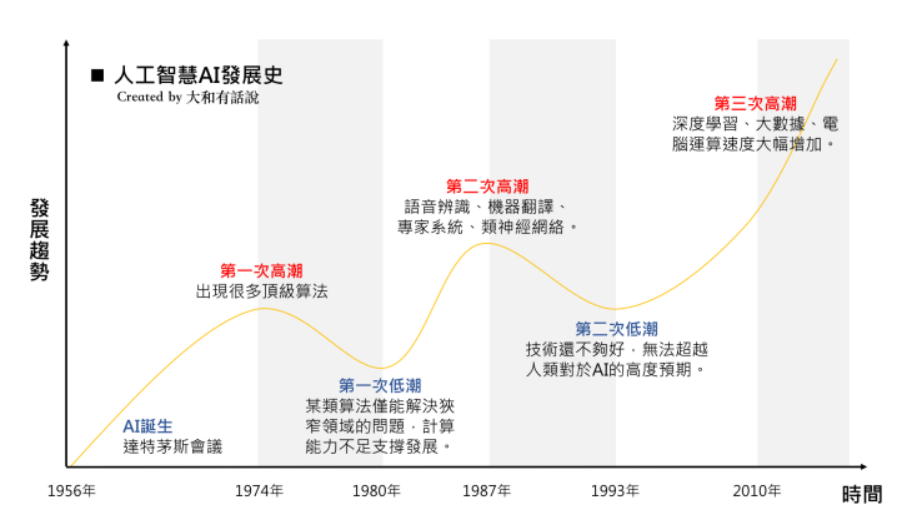 ■ 人工智慧AI發展史
Created by 大和有話說
第三次高潮
深度學習、大數據、電
腦運算速度大幅增加。
第二次高潮
語音辨識、機器翻譯、
專家系統、類神經網絡。
發展趨勢
第一次高潮
出現很多頂級算法
第二次低潮
技術還不夠好，無法超越
人類對於AI的高度預期。
第一次低潮
某類算法僅能解決狹
窄領域的問題，計算
能力不足支撐發展。
AI誕生
達特茅斯會議
1956年
1974年
1980年
1987年
1993年
2010年
時間